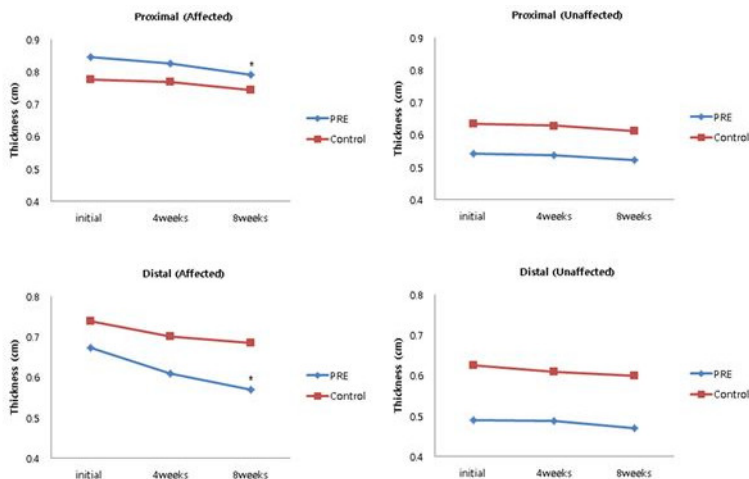 Proximal (Affected)
0.9
0.8
0.7
0.6
0.5
0.4
Thickness (cm)
*
PRE
Control
initial 4weeks 8weeks
Proximal (Unaffected)
0.9
0.8
0.7
0.6
0.5
0.4
Thickness (cm)
PRE
Control
initial 4weeks 8weeks
Distal (Affected)
0.8
0.7
0.6
0.5
0.4
Thickness (cm)
*
PRE
Control
initial 4weeks 8weeks
Distal (Unaffected)
0.8
0.7
0.6
0.5
0.4
Thickness (cm)
PRE
Control
initial 4weeks 8weeks